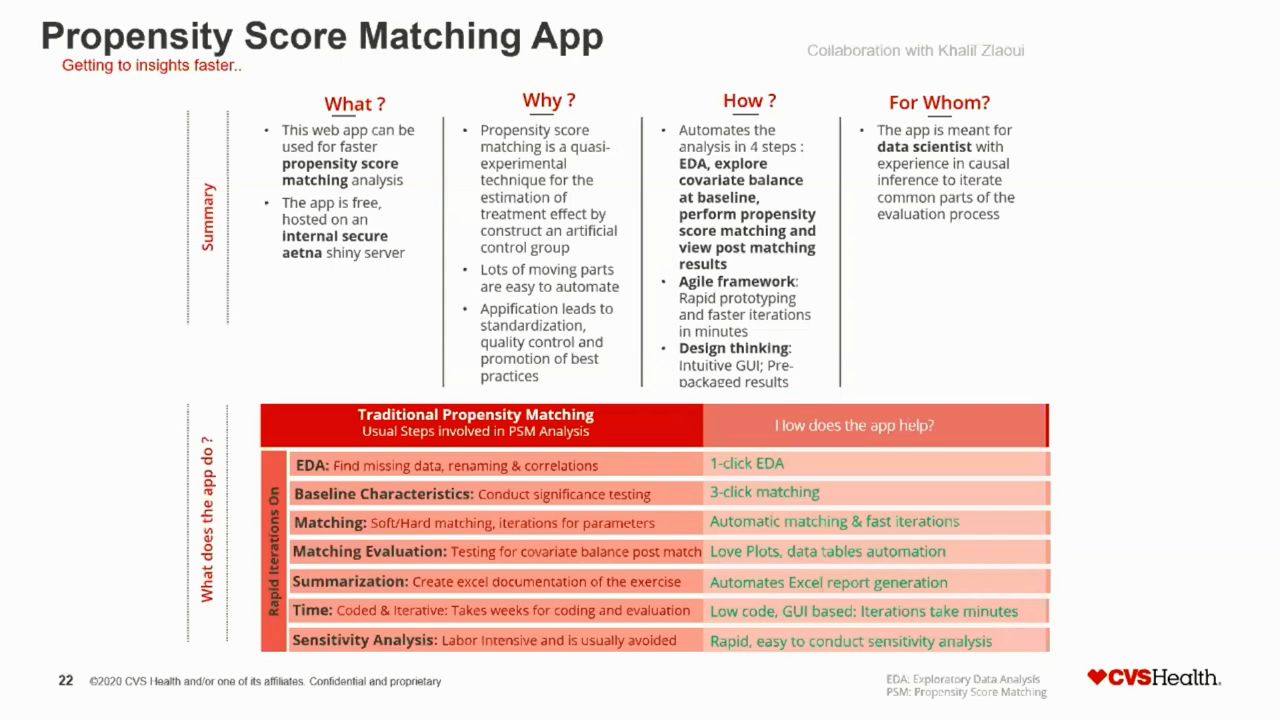 Propensity Score Matching App
Getting to insights faster..
Collaboration with Khalil Zlaoui
Summary
What ?
• This web app can be
used for faster
propensity score
matching analysis
• The app is free,
hosted on an
internal secure
aetna shiny server
Why ?
• Propensity score
matching is a quasi-
experimental
technique for the
estimation of
treatment effect by
construct an artificial
control group
• Lots of moving parts
are easy to automate
• Appification leads to
standardization,
quality control and
promotion of best
practices
How ?
• Automates the
analysis in 4 steps :
EDA, explore
covariate balance
at baseline,
perform propensity
score matching and
view post matching
results
• Agile framework:
Rapid prototyping
and faster iterations
in minutes
• Design thinking:
Intuitive GUI; Pre-
packaged results
For Whom?
• The app is meant for
data scientist with
experience in causal
inference to iterate
common parts of the
evaluation process
What does the app do ?
Traditional Propensity Matching
Usual Steps involved in PSM Analysis
How does the app help?
Rapid Iterations On
EDA: Find missing data, renaming & correlations
1-click EDA
Baseline Characteristics: Conduct significance testing
3-click matching
Matching: Soft/Hard matching, iterations for parameters
Automatic matching & fast iterations
Matching Evaluation: Testing for covariate balance post match
Love Plots, data tables automation
Summarization: Create excel documentation of the exercise
Automates Excel report generation
Time: Coded & Iterative: Takes weeks for coding and evaluation
Low code, GUI based: Iterations take minutes
Sensitivity Analysis: Labor Intensive and is usually avoided
Rapid, easy to conduct sensitivity analysis
22 ©2020 CVS Health and/or one of its affiliates. Confidential and proprietary
EDA: Exploratory Data Analysis
PSM: Propensity Score Matching
CVSHealth.